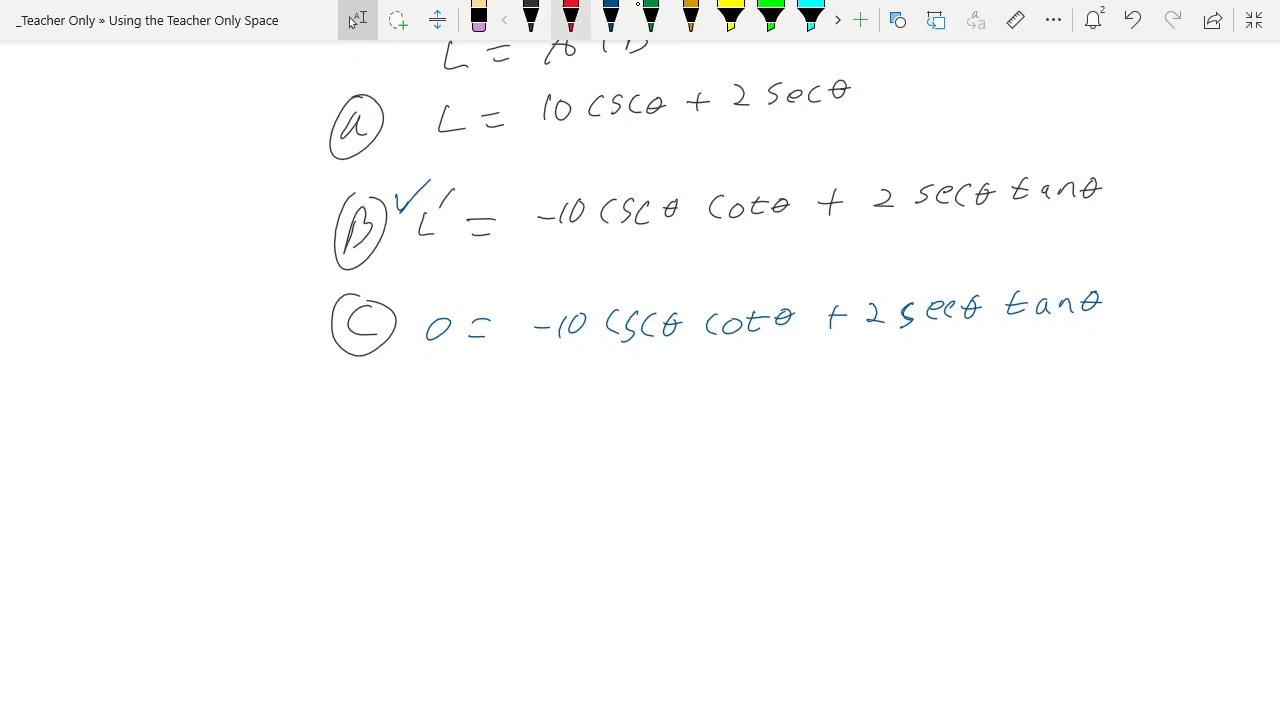 _Teacher Only » Using the Teacher Only Space
L = A + B
a L = 10 cscθ + 2 secθ
B ✓ L' = -10 cscθ cotθ + 2 secθ tanθ
C 0 = -10 cscθ cotθ + 2 secθ tanθ